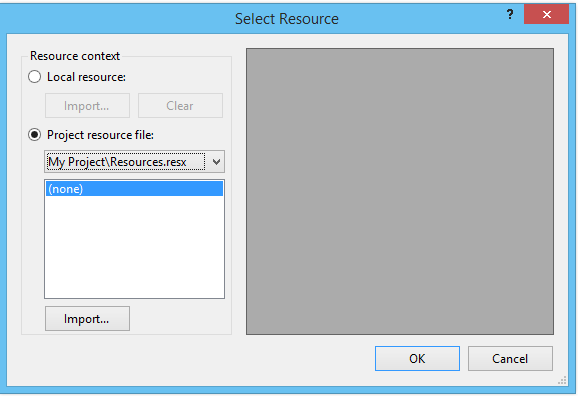 Select Resource
?
Resource context
Local resource:
Import... Clear
Project resource file:
My Project\Resources.resx
(none)
Import...
OK Cancel